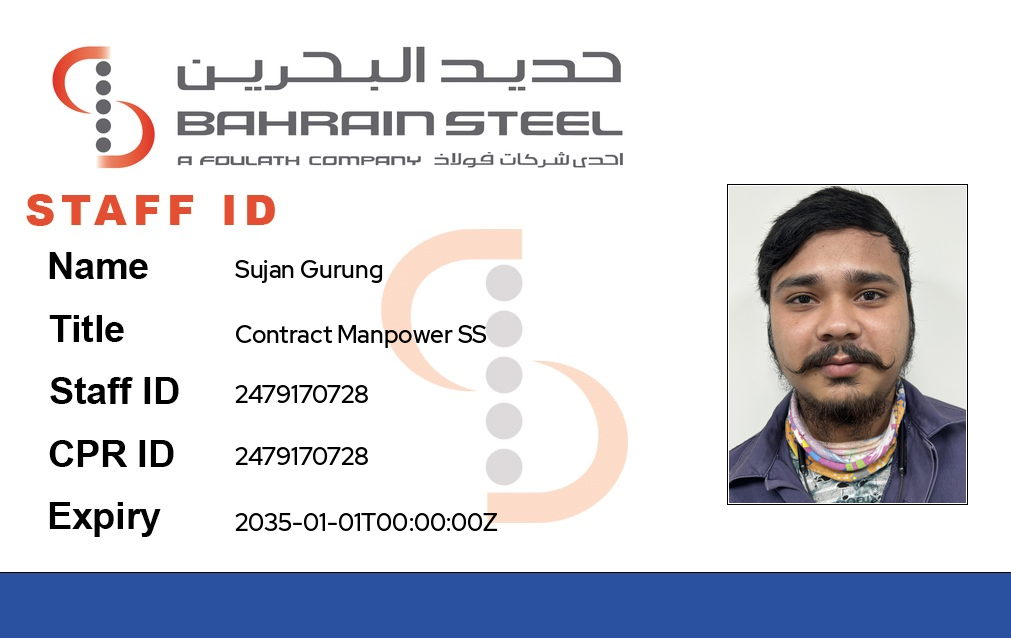 حديد البحرين
BAHRAIN STEEL
A FOULATH COMPANY احدى شركات فولاذ
STAFF ID
Name Sujan Gurung
Title Contract Manpower SS
Staff ID 2479170728
CPR ID 2479170728
Expiry 2035-01-01T00:00:00Z